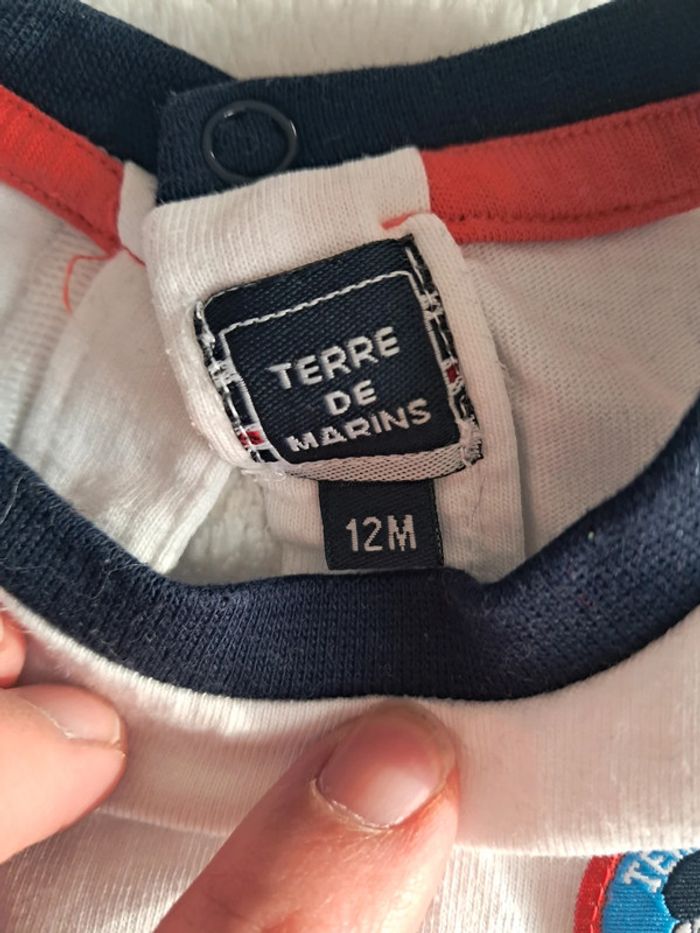 TERRE
DE
MARINS
12M